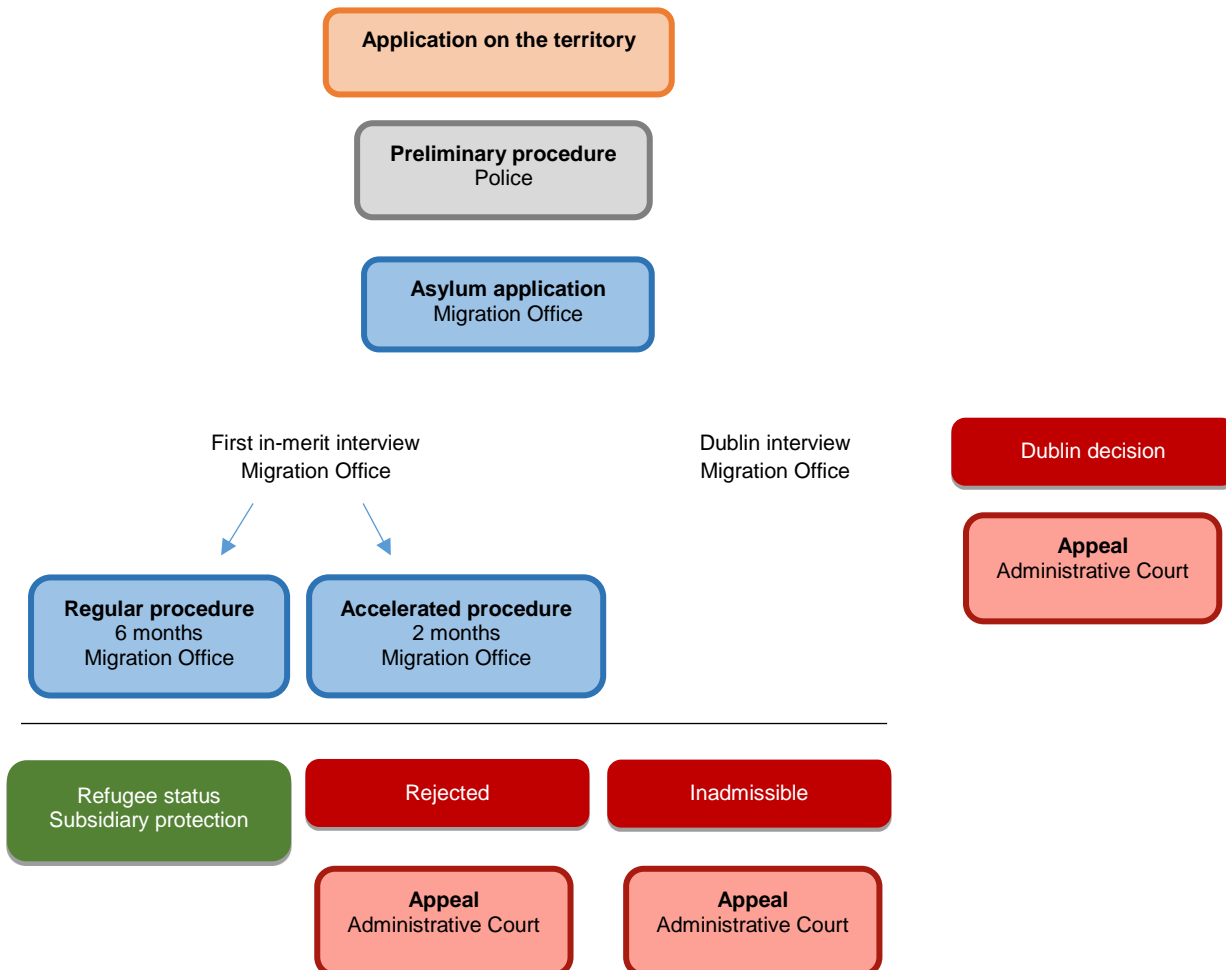 Application on the territory
Preliminary procedure
Police
Asylum application
Migration Office
First in-merit interview
Migration Office
Dublin interview
Migration Office
Dublin decision
Appeal
Administrative Court
Regular procedure
6 months
Migration Office
Accelerated procedure
2 months
Migration Office
Refugee status
Subsidiary protection
Rejected
Inadmissible
Appeal
Administrative Court
Appeal
Administrative Court